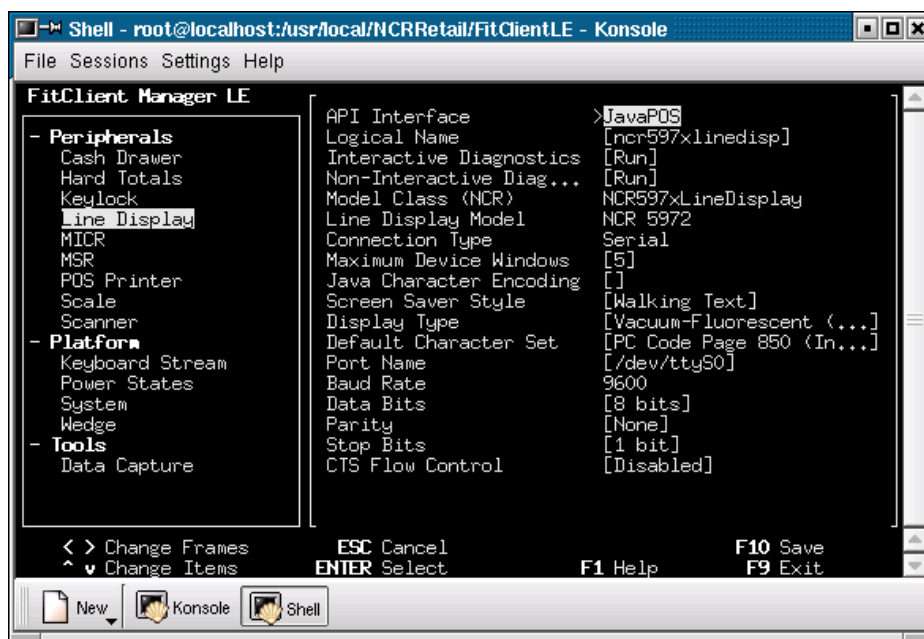 Shell - root@localhost:/usr/local/NCRRetail/FitClientLE - Konsole
File Sessions Settings Help
FitClient Manager LE
- Peripherals
Cash Drawer
Hard Totals
Keylock
Line Display
MICR
MSR
POS Printer
Scale
Scanner
- Platform
Keyboard Stream
Power States
System
Wedge
- Tools
Data Capture
API Interface >JavaPOS
Logical Name [ncr597xlinedisp]
Interactive Diagnostics [Run]
Non-Interactive Diag... [Run]
Model Class (NCR) NCR597xLineDisplay
Line Display Model NCR 5972
Connection Type Serial
Maximum Device Windows [5]
Java Character Encoding []
Screen Saver Style [Walking Text]
Display Type [Vacuum-Fluorescent (...]
Default Character Set [PC Code Page 850 (In...]
Port Name [/dev/ttyS0]
Baud Rate 9600
Data Bits [8 bits]
Parity [None]
Stop Bits [1 bit]
CTS Flow Control [Disabled]
< > Change Frames ESC Cancel F10 Save
^ v Change Items ENTER Select F1 Help F9 Exit
New Konsole Shell